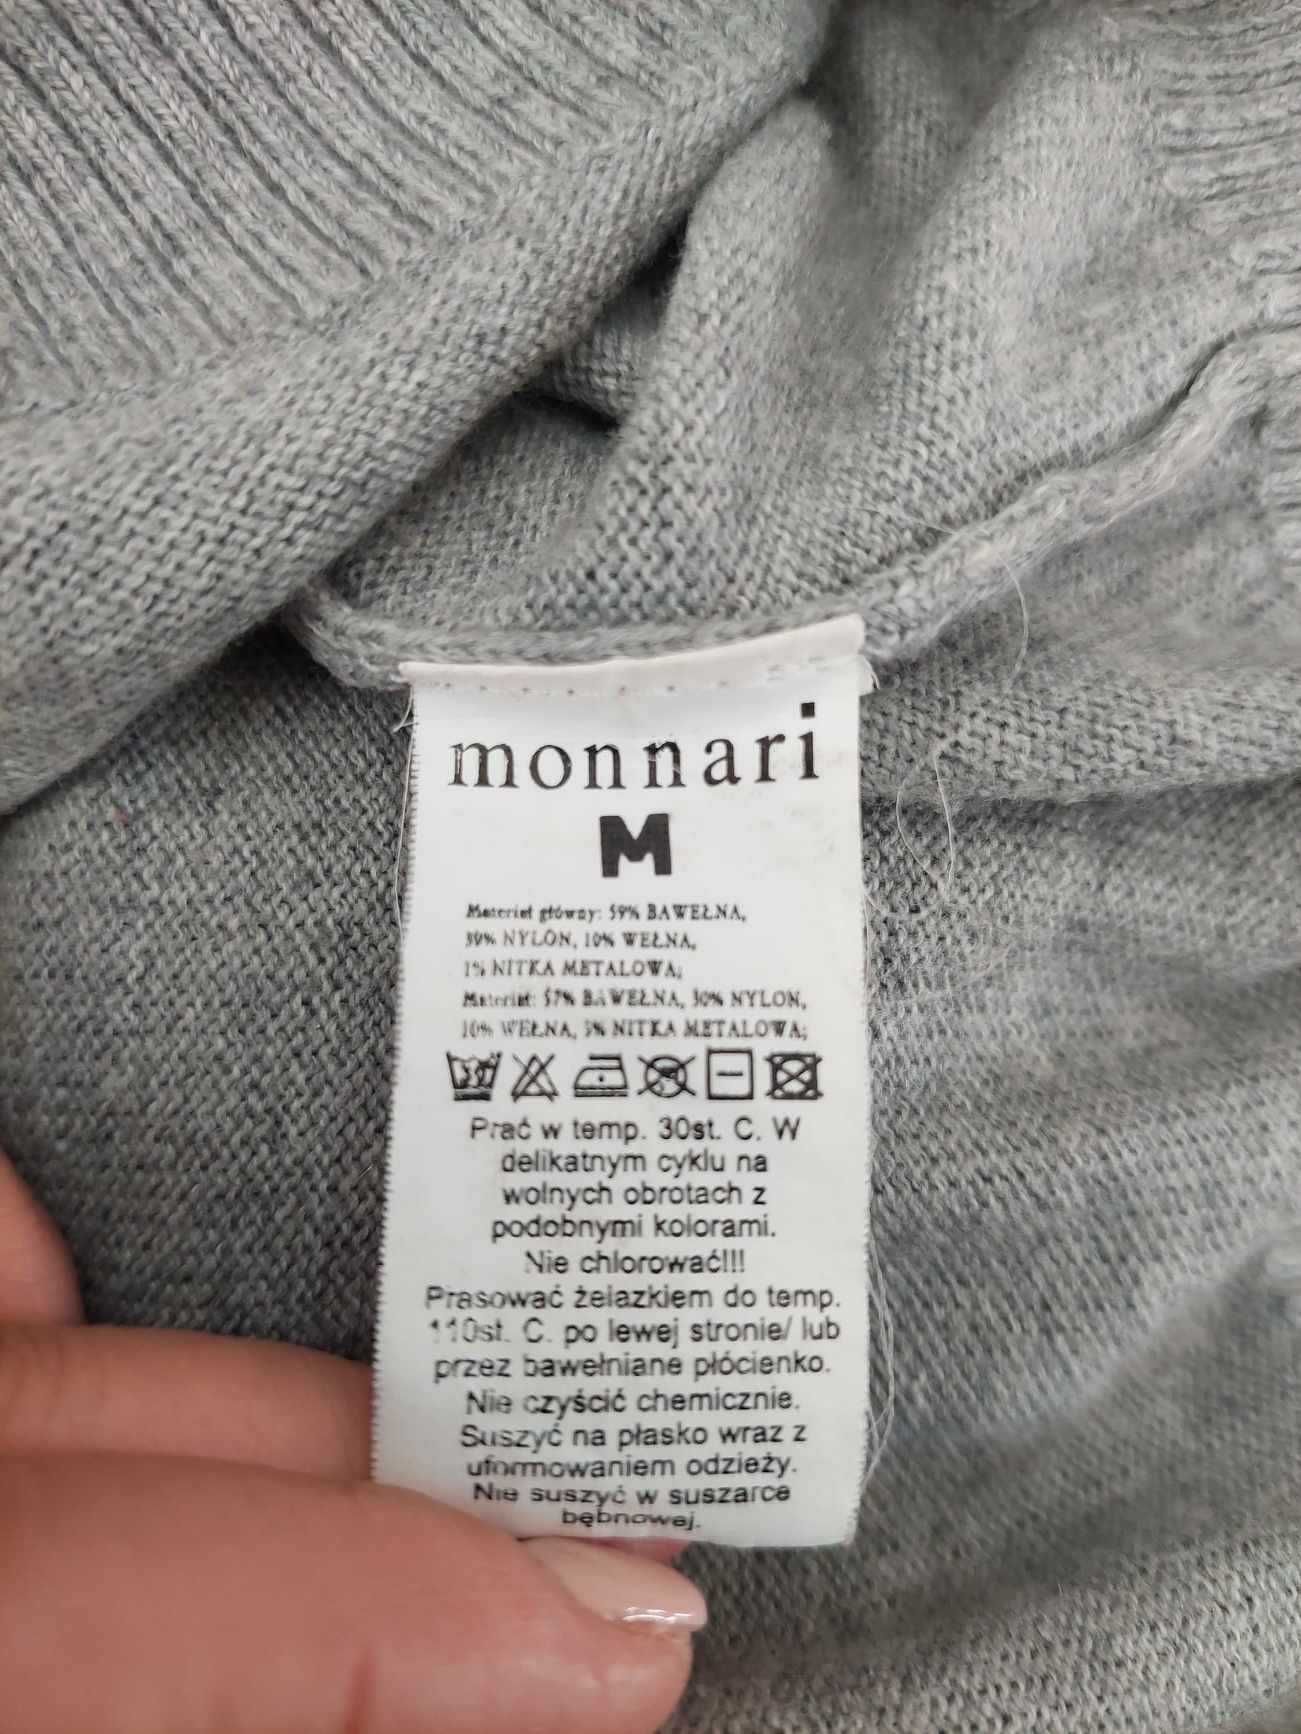 monnari
M
Materiał główny: 59% BAWEŁNA,
30% NYLON, 10% WEŁNA,
1% NITKA METALOWA;
Materiał: 57% BAWEŁNA, 30% NYLON,
10% WEŁNA, 3% NITKA METALOWA;
30
Prać w temp. 30st. C. W
delikatnym cyklu na
wolnych obrotach z
podobnymi kolorami.
Nie chlorować!!!
Prasować żelazkiem do temp.
110st. C. po lewej stronie/ lub
przez bawełniane płócienko.
Nie czyścić chemicznie.
Suszyć na płasko wraz z
uformowaniem odzieży.
Nie suszyć w suszarce
bębnowej.